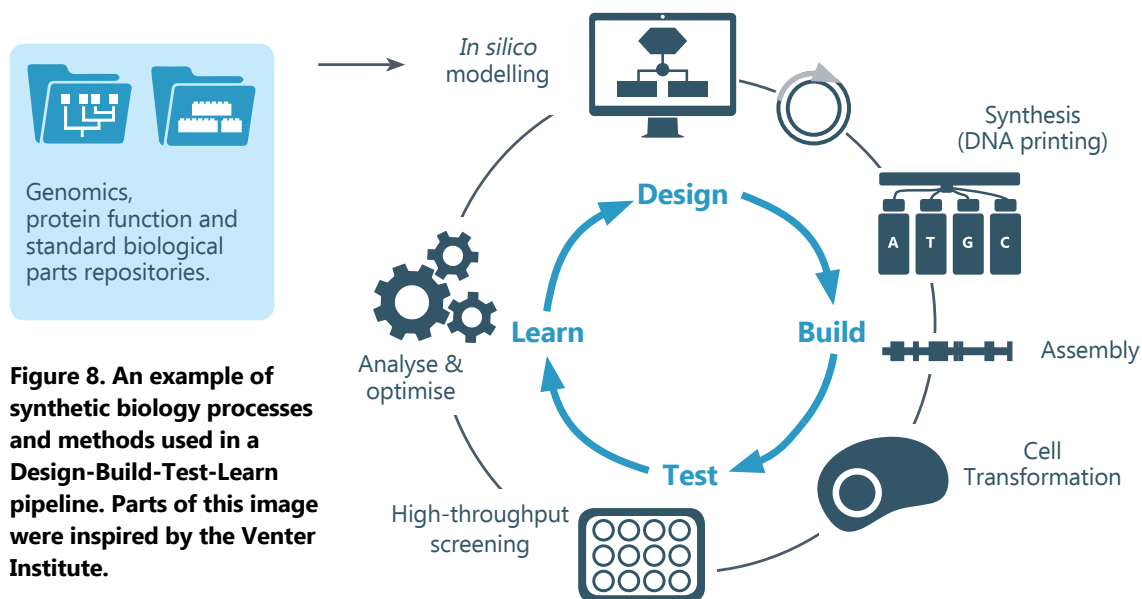 Genomics,
protein function and
standard biological
parts repositories.
Figure 8. An example of
synthetic biology processes
and methods used in a
Design-Build-Test-Learn
pipeline. Parts of this image
were inspired by the Venter
Institute.
In silico
modelling
Synthesis
(DNA printing)
A T G C
Assembly
Cell
Transformation
High-throughput
screening
Analyse &
optimise
Design
Build
Test
Learn